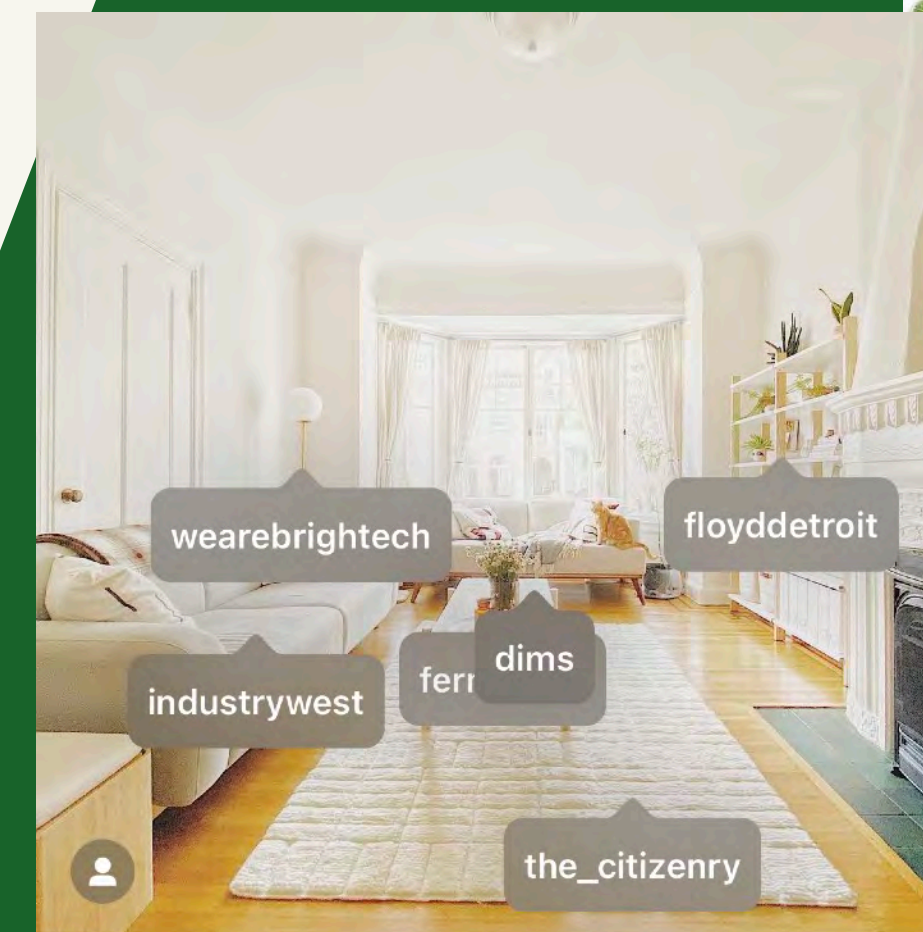 wearebrightech
floyddetroit
dims
industrywest
the_citizenry